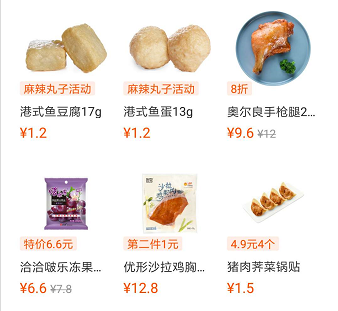 麻辣丸子活动
麻辣丸子活动
8折
港式鱼豆腐17g
港式鱼蛋13g
奥尔良手枪腿2...
¥1.2
¥1.2
¥9.6 ¥12
沙拉
特价6.6元
第二件1元
4.9元4个
洽洽啵乐冻果...
优形沙拉鸡胸...
猪肉荠菜锅贴
¥6.6 ¥7.8
¥12.8
¥1.5